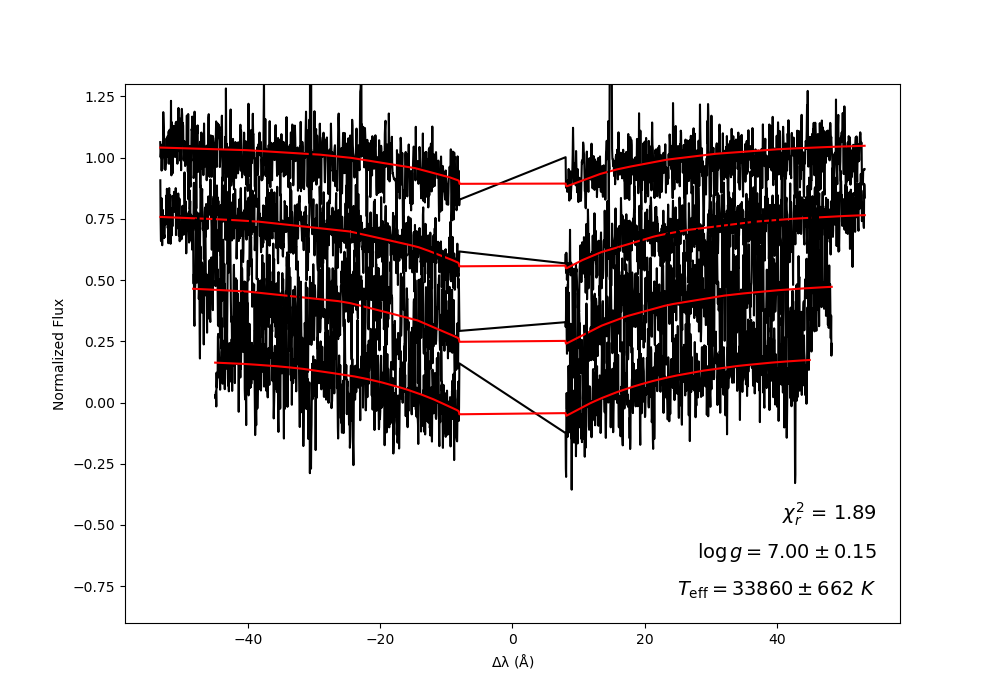 1.25
1.00
0.75
0.50
0.25
0.00
−0.25
−0.50
−0.75
Normalized Flux
χ²ᵣ = 1.89
log g = 7.00 ± 0.15
T_eff = 33860 ± 662 K
−40 −20 0 20 40
Δλ (Å)